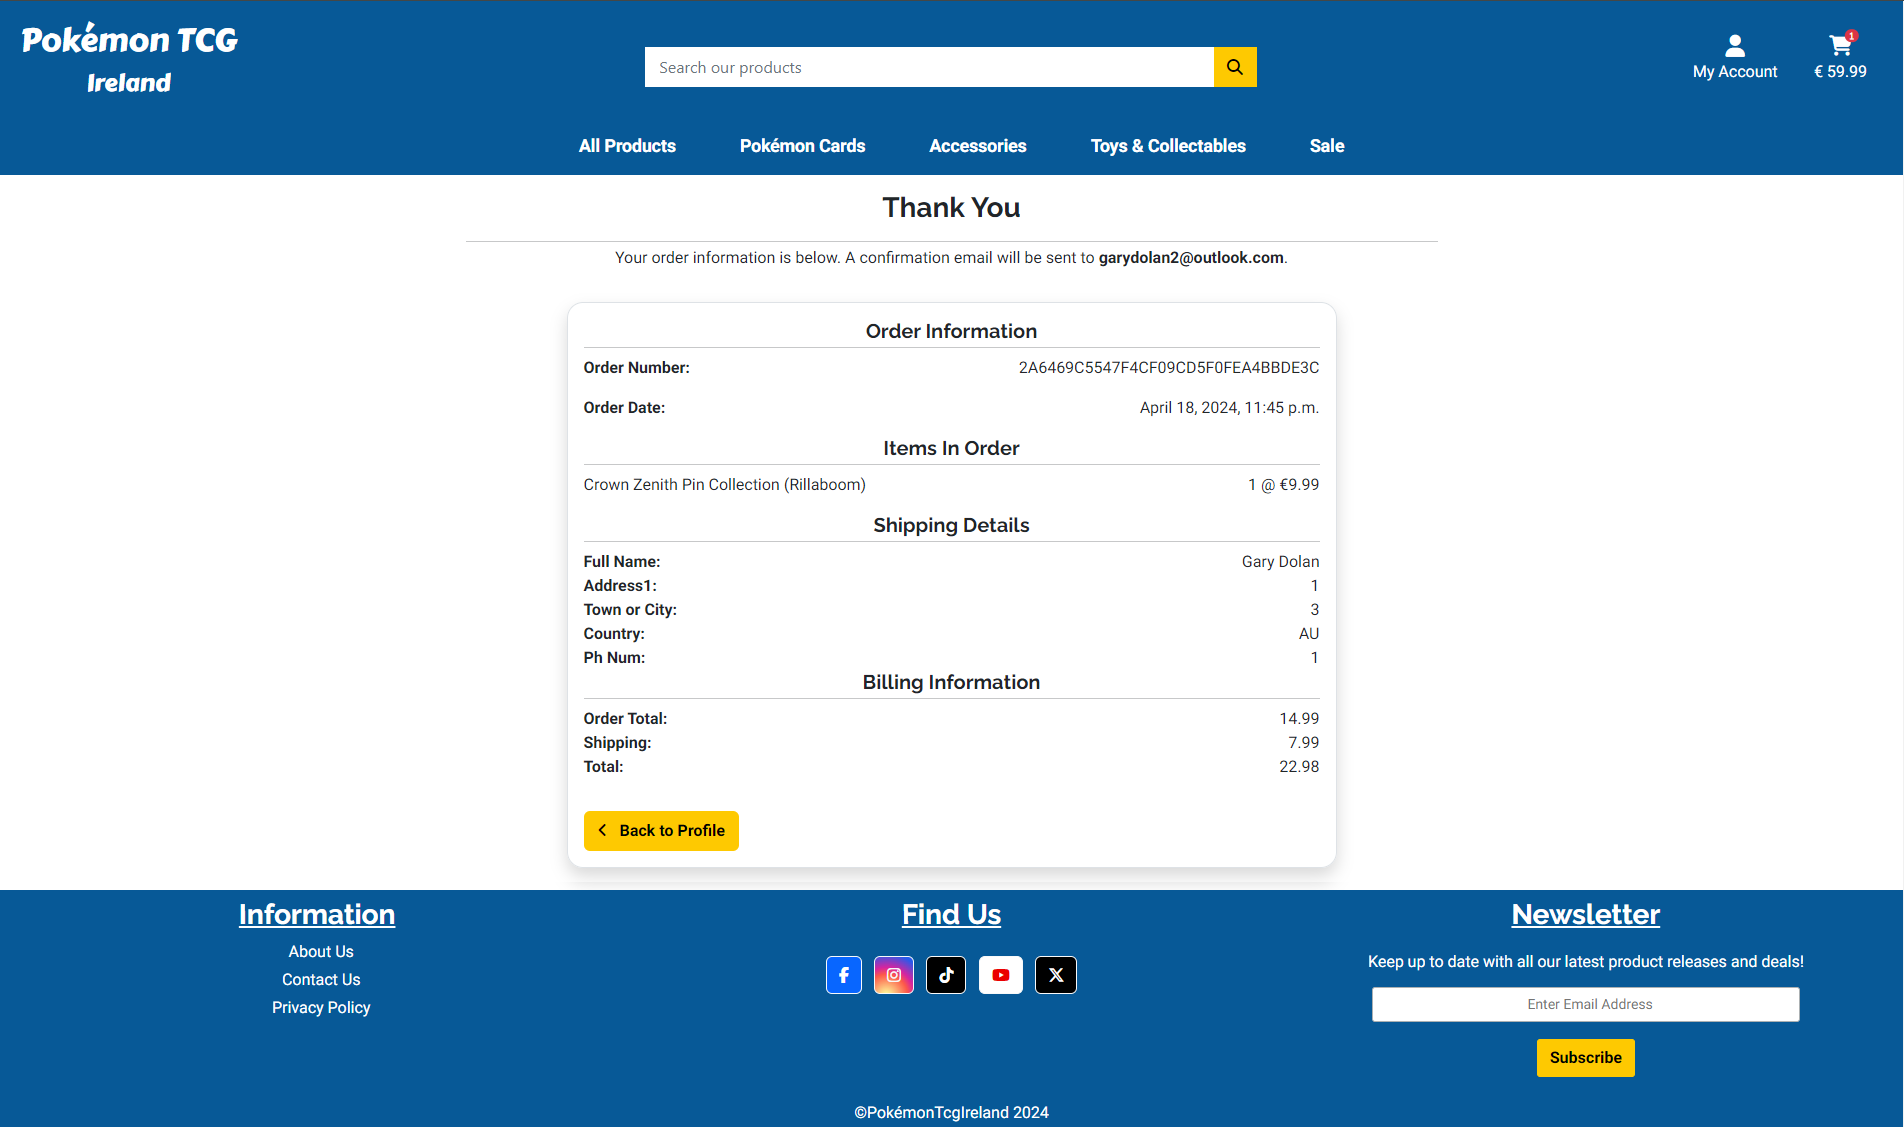 Pokémon TCG
Ireland
Search our products
My Account
1
€ 59.99
All Products
Pokémon Cards
Accessories
Toys & Collectables
Sale
Thank You
Your order information is below. A confirmation email will be sent to garydolan2@outlook.com.
Order Information
Order Number: 2A6469C5547F4CF09CD5F0FEA4BBDE3C
Order Date: April 18, 2024, 11:45 p.m.
Items In Order
Crown Zenith Pin Collection (Rillaboom) 1 @ €9.99
Shipping Details
Full Name: Gary Dolan
Address1: 1
Town or City: 3
Country: AU
Ph Num: 1
Billing Information
Order Total: 14.99
Shipping: 7.99
Total: 22.98
Back to Profile
Information
About Us
Contact Us
Privacy Policy
Find Us
Newsletter
Keep up to date with all our latest product releases and deals!
Enter Email Address
Subscribe
©PokémonTcgIreland 2024